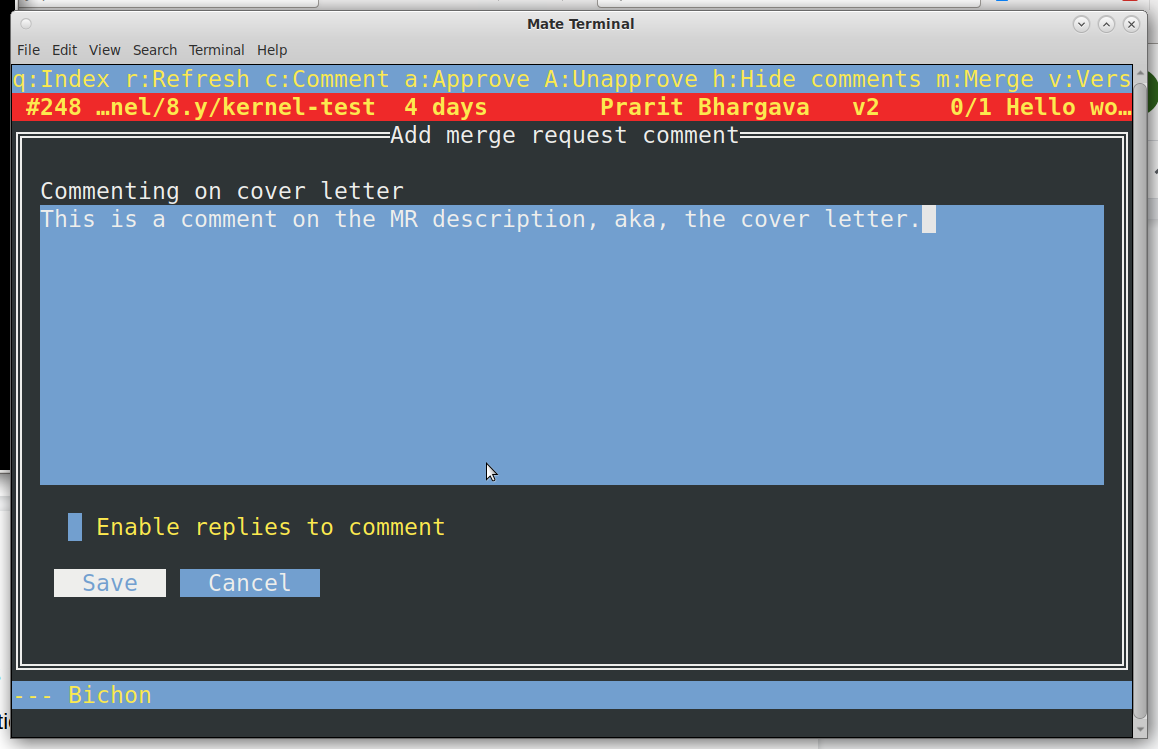 Mate Terminal
File Edit View Search Terminal Help
q:Index r:Refresh c:Comment a:Approve A:Unapprove h:Hide comments m:Merge v:Vers
#248 …nel/8.y/kernel-test 4 days Prarit Bhargava v2 0/1 Hello wo…
Add merge request comment
Commenting on cover letter
This is a comment on the MR description, aka, the cover letter.
Enable replies to comment
Save Cancel
--- Bichon